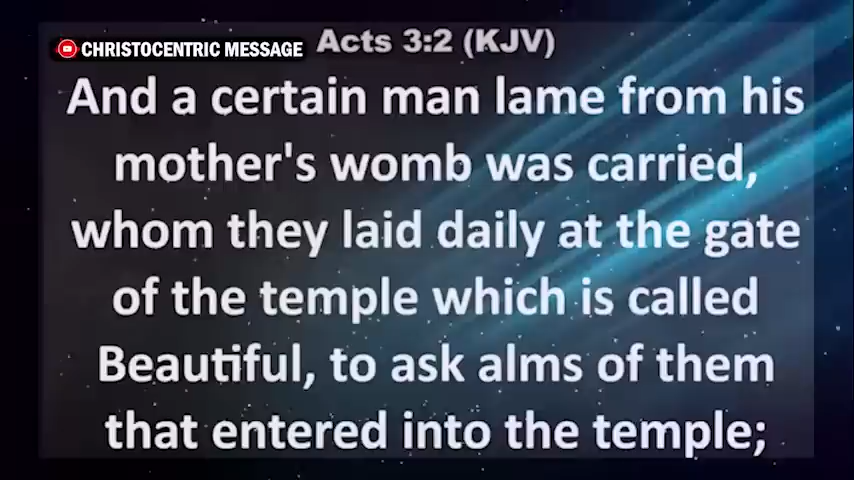 CHRISTOCENTRIC MESSAGE
Acts 3:2 (KJV)
And a certain man lame from his
mother's womb was carried,
whom they laid daily at the gate
of the temple which is called
Beautiful, to ask alms of them
that entered into the temple;